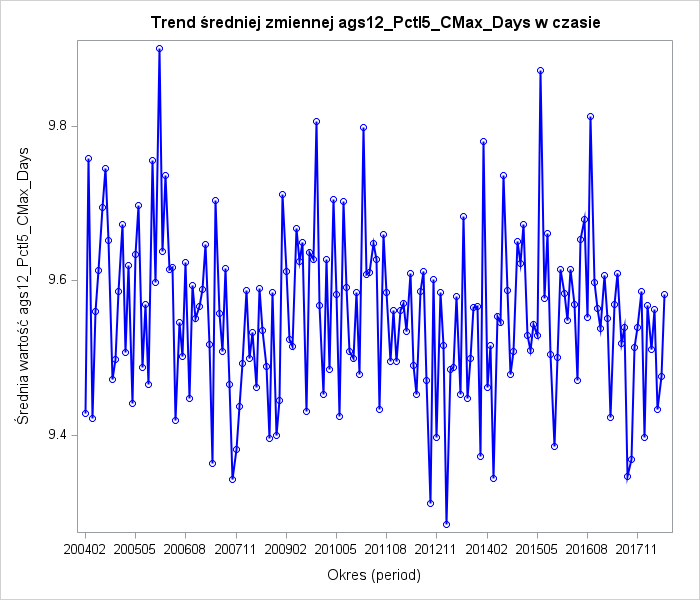 Trend średniej zmiennej ags12_Pctl5_CMax_Days w czasie
Średnia wartość ags12_Pctl5_CMax_Days
9.8
9.6
9.4
200402 200505 200608 200711 200902 201005 201108 201211 201402 201505 201608 201711
Okres (period)